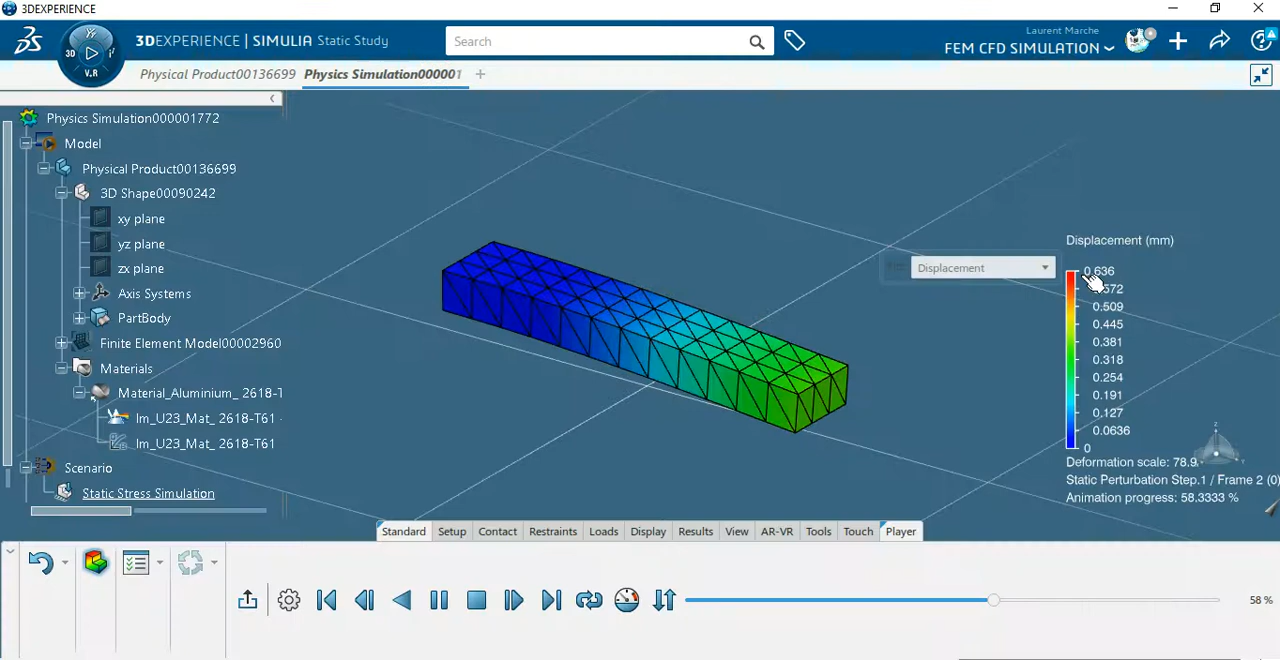 3DEXPERIENCE
3DEXPERIENCE | SIMULIA Static Study
Search
Laurent Marche
FEM CFD SIMULATION
3D
V.R
Physical Product00136699
Physics Simulation000001
Physics Simulation000001772
Model
Physical Product00136699
3D Shape00090242
xy plane
yz plane
zx plane
Axis Systems
PartBody
Finite Element Model00002960
Materials
Material_Aluminium_ 2618-T
lm_U23_Mat_ 2618-T61 -
lm_U23_Mat_ 2618-T61
Scenario
Static Stress Simulation
Displacement
Displacement (mm)
0.636
.572
0.509
0.445
0.381
0.318
0.254
0.191
0.127
0.0636
0
Deformation scale: 78.9
Static Perturbation Step.1 / Frame 2 (0)
Animation progress: 58.3333 %
Standard
Setup
Contact
Restraints
Loads
Display
Results
View
AR-VR
Tools
Touch
Player
58 %